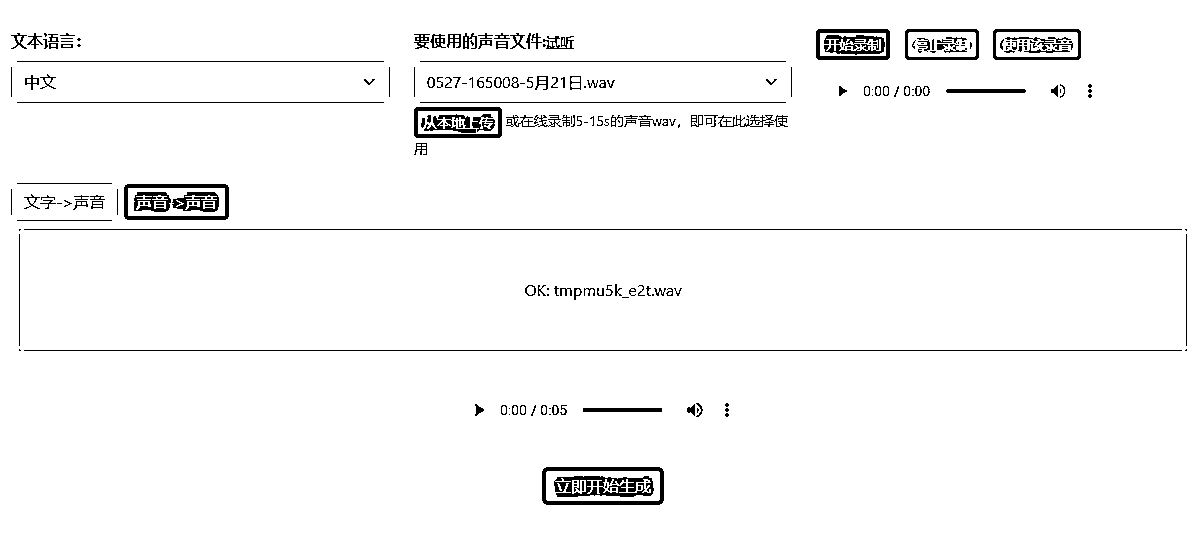 文本语言:
要使用的声音文件:试听
开始录制 停止录制 使用该录音
中文
0527-165008-5月21日.wav
0:00 / 0:00
从本地上传 或在线录制5-15s的声音wav，即可在此选择使
用
文字->声音 声音->声音
OK: tmpmu5k_e2t.wav
0:00 / 0:05
立即开始生成